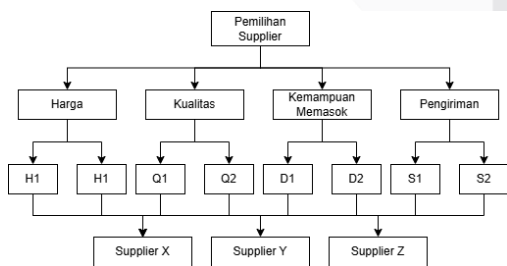 Pemilihan
Supplier
Harga
Kualitas
Kemampuan
Memasok
Pengiriman
H1
H1
Q1
Q2
D1
D2
S1
S2
Supplier X
Supplier Y
Supplier Z